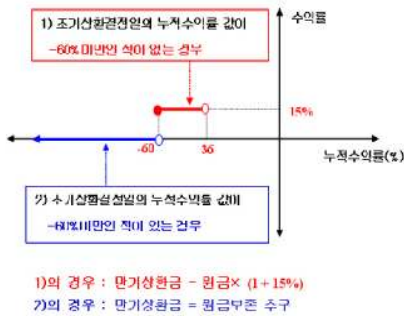 수익률
1) 조기상환결정일의 누적수익률 값이
-60% 미만인 적이 없는 경우
15%
-60
36
누적수익률(%)
2) 조기상환결정일의 누적수익률 값이
-60%미만인 적이 있는 경우
1)의 경우 : 만기상환금 = 원금× (1+15%)
2)의 경우 : 만기상환금 = 원금부존 추구